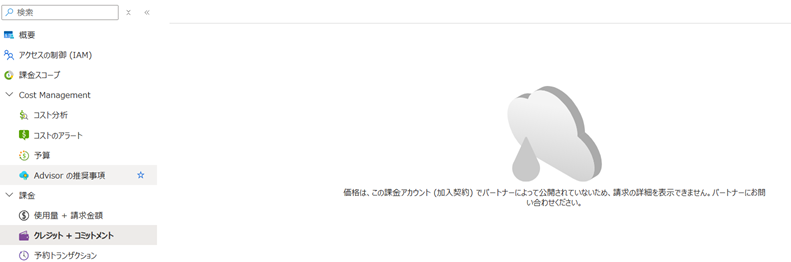 検索
概要
アクセスの制御 (IAM)
課金スコープ
Cost Management
コスト分析
コストのアラート
予算
Advisor の推奨事項
課金
使用量 + 請求金額
クレジット + コミットメント
予約トランザクション
価格は、この課金アカウント (加入契約) でパートナーによって公開されていないため、請求の詳細を表示できません。パートナーにお問
い合わせください。